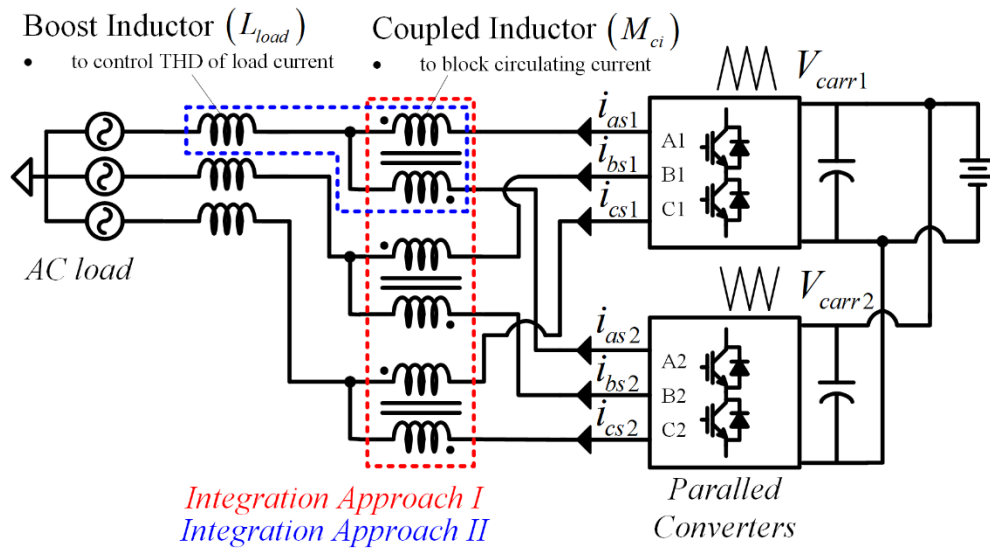 Boost Inductor (L_load)
• to control THD of load current
Coupled Inductor (M_ci)
• to block circulating current
V_carr1
i_as1
A1
i_bs1
B1
i_cs1
C1
AC load
V_carr2
i_as2
A2
i_bs2
B2
i_cs2
C2
Integration Approach I
Integration Approach II
Paralled
Converters